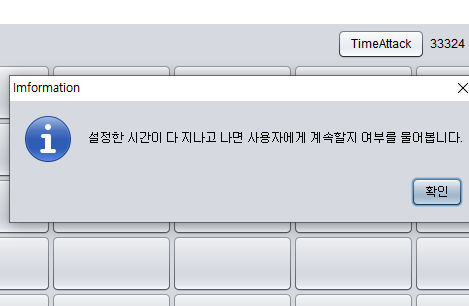 TimeAttack 33324
Imformation
설정한 시간이 다 지나고 나면 사용자에게 계속할지 여부를 물어봅니다.
확인